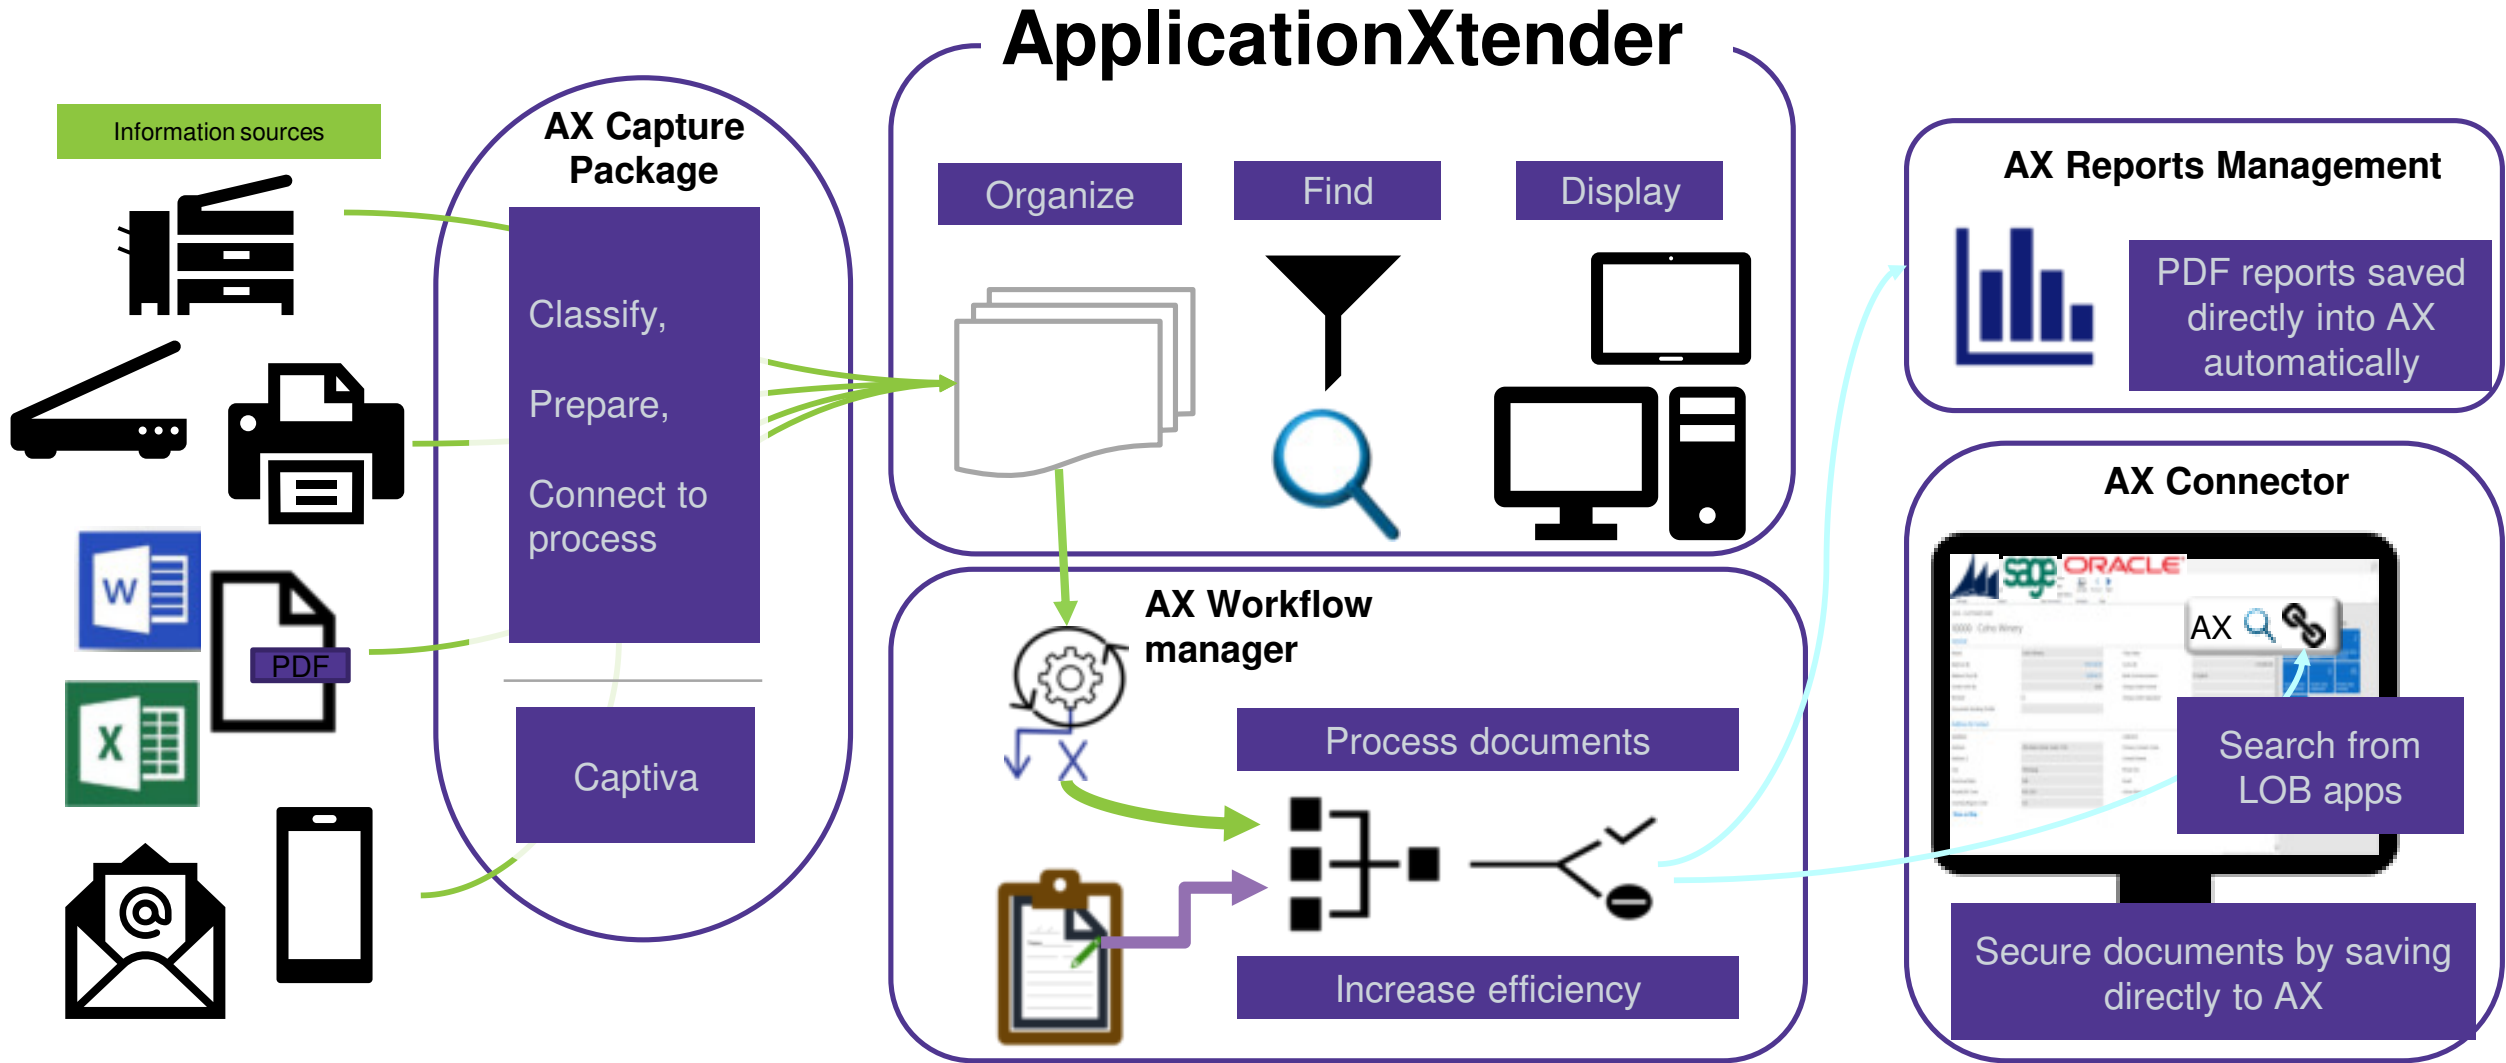 ApplicationXtender
Information sources
AX Capture
Package
Classify,
Prepare,
Connect to
process
Captiva
PDF
W
X
Organize
Find
Display
AX Workflow
manager
X
Process documents
Increase efficiency
AX Reports Management
PDF reports saved
directly into AX
automatically
AX Connector
sage ORACLE
AX
Search from
LOB apps
Secure documents by saving
directly to AX